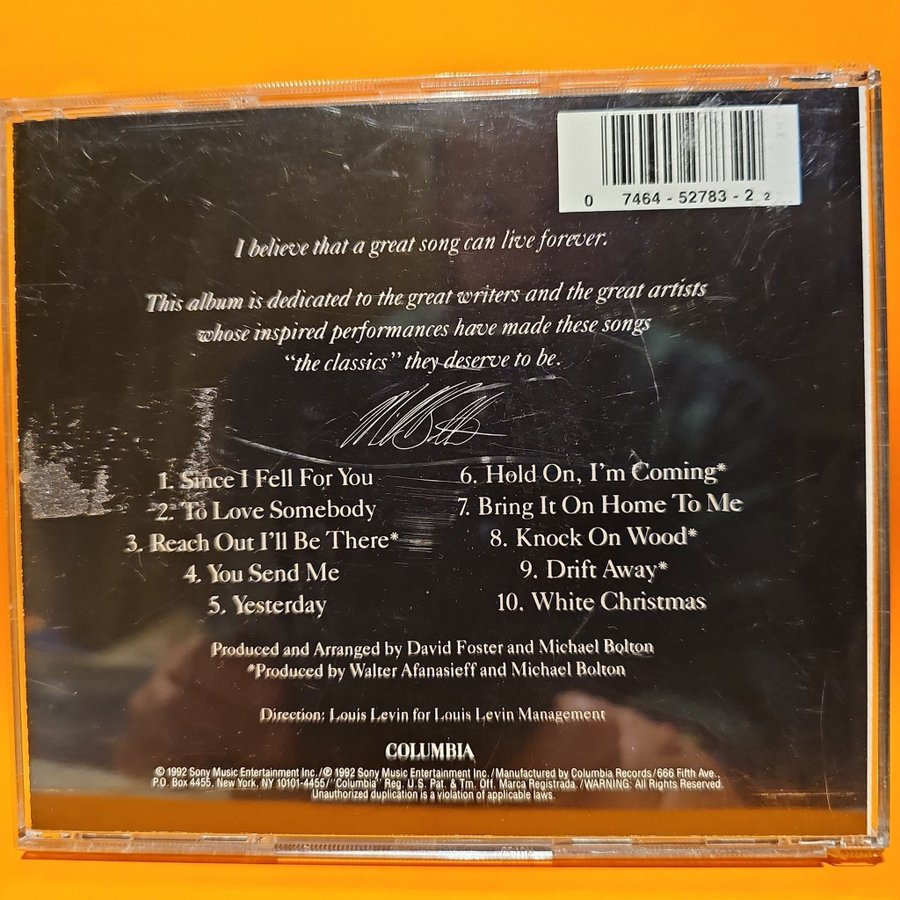 0 7464 - 52783 - 2 2
I believe that a great song can live forever.
This album is dedicated to the great writers and the great artists
whose inspired performances have made these songs
“the classics” they deserve to be.
1. Since I Fell For You
2. To Love Somebody
3. Reach Out I'll Be There*
4. You Send Me
5. Yesterday
6. Hold On, I'm Coming*
7. Bring It On Home To Me
8. Knock On Wood*
9. Drift Away*
10. White Christmas
Produced and Arranged by David Foster and Michael Bolton
*Produced by Walter Afanasieff and Michael Bolton
Direction: Louis Levin for Louis Levin Management
COLUMBIA
© 1992 Sony Music Entertainment Inc./℗ 1992 Sony Music Entertainment Inc./Manufactured by Columbia Records/666 Fifth Ave.,
P.O. Box 4455, New York, NY 10101-4455/"Columbia" Reg. U.S. Pat. & Tm. Off. Marca Registrada./WARNING: All Rights Reserved.
Unauthorized duplication is a violation of applicable laws.